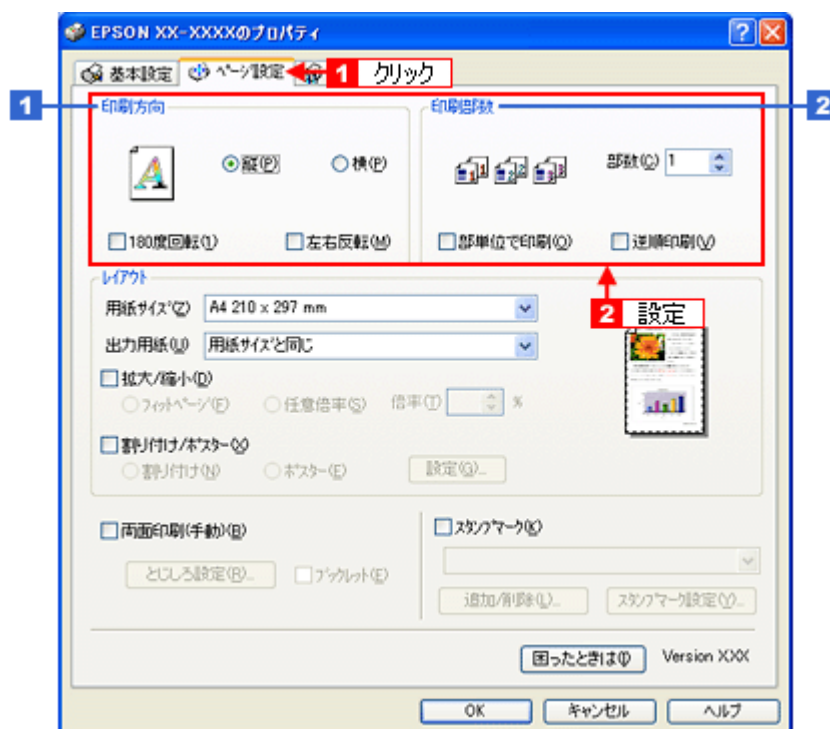 EPSON XX-XXXXのプロパティ
基本設定 ページ設定 1 クリック
1 印刷方向 印刷部数 2
縦(P) 横(P) 部数(C) 1
180度回転(1) 左右反転(M) 部単位で印刷(O) 逆順印刷(V)
レイアウト
用紙サイズ(Z) A4 210 x 297 mm
2 設定
出力用紙(U) 用紙サイズと同じ
拡大/縮小(D)
フィットページ(F) 任意倍率(S) 倍率(T) %
割り付け/ポスター(X)
割り付け(N) ポスター(E) 設定(G)...
両面印刷(手動)(B) スタンプマーク(K)
とじしろ設定(R)... ブックレット(E)
追加/削除(L)... スタンプマーク設定(Y)...
困ったときは(I) Version XXX
OK キャンセル ヘルプ